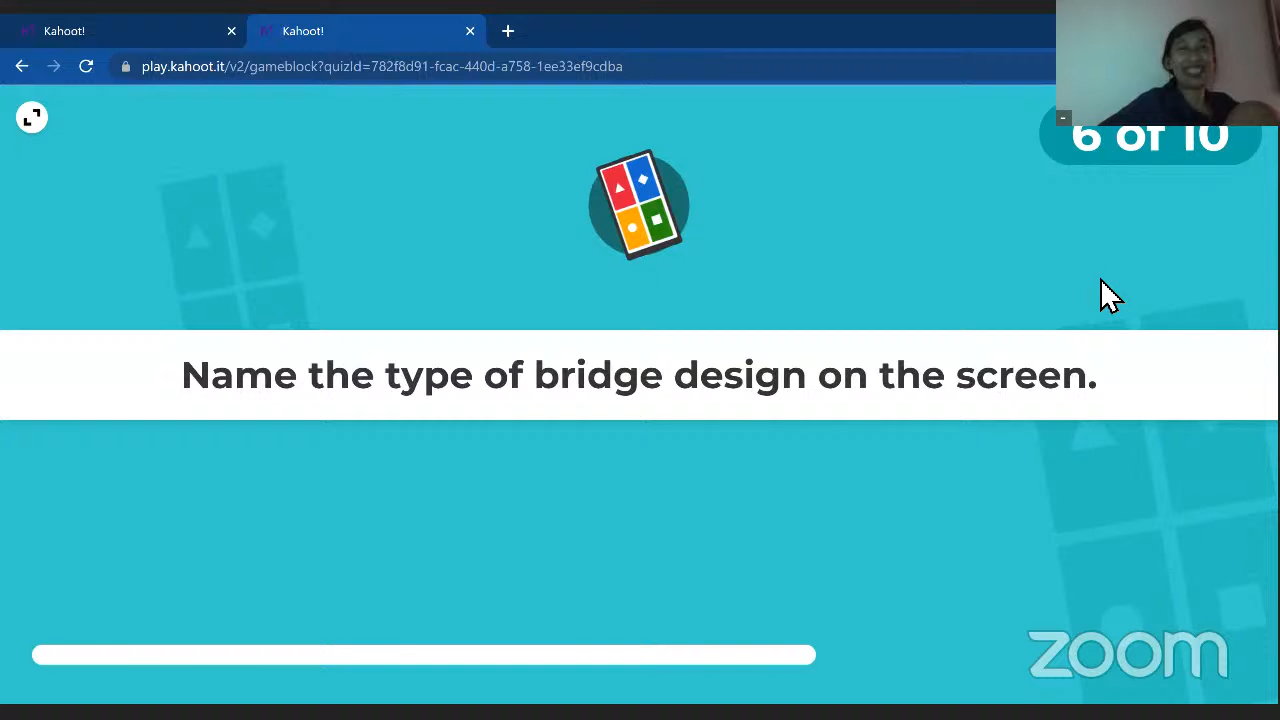 Kahoot!
Kahoot!
play.kahoot.it/v2/gameblock?quizId=782f8d91-fcac-440d-a758-1ee33ef9cdba
6 of 10
Name the type of bridge design on the screen.
zoom